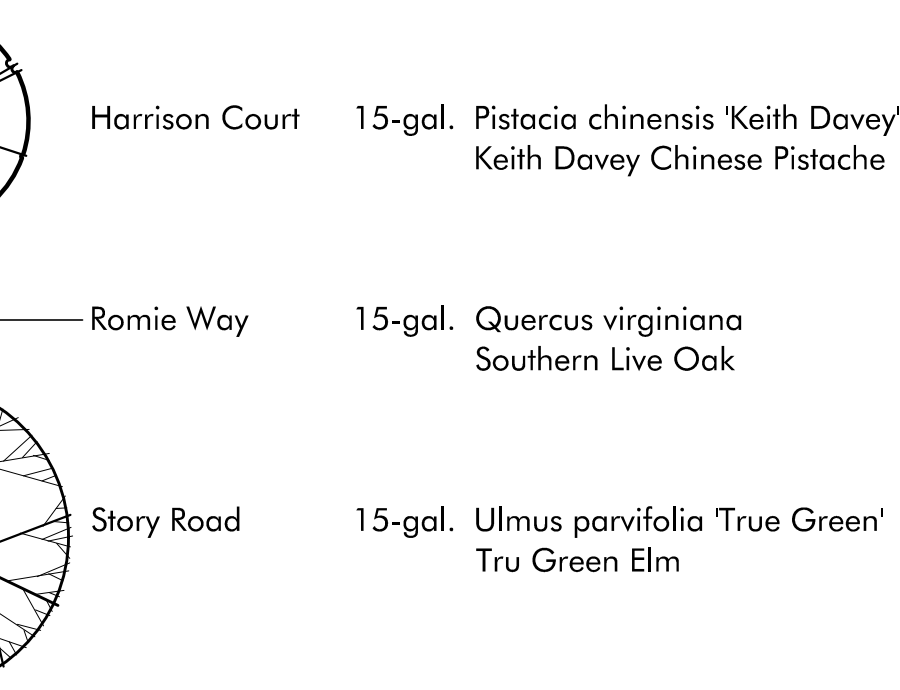 Harrison Court 15-gal. Pistacia chinensis 'Keith Davey'
Keith Davey Chinese Pistache
Romie Way 15-gal. Quercus virginiana
Southern Live Oak
Story Road 15-gal. Ulmus parvifolia 'True Green'
Tru Green Elm